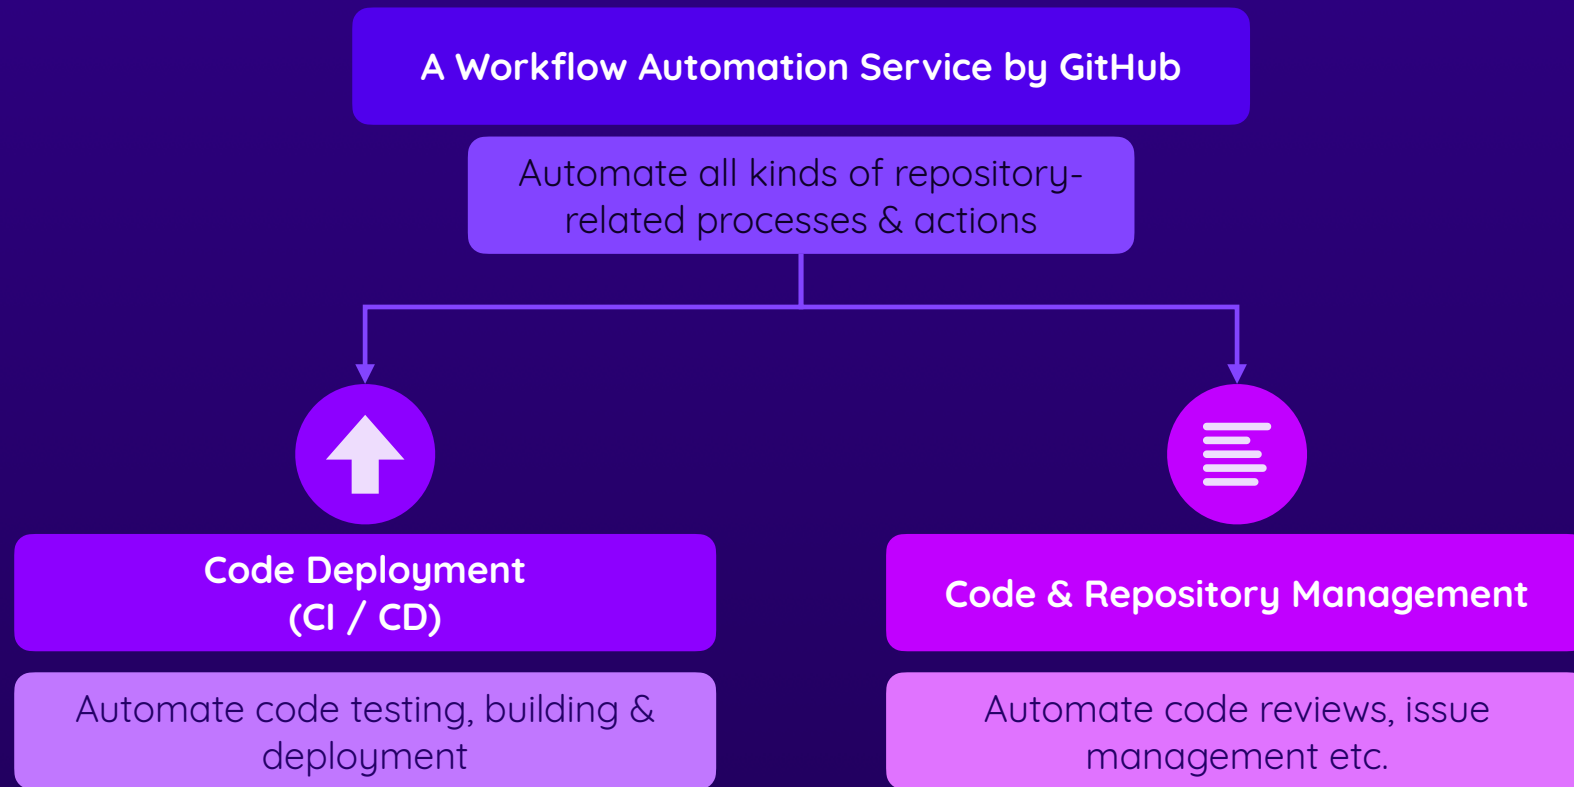 A Workflow Automation Service by GitHub
Automate all kinds of repository-
related processes & actions
Code Deployment
(CI / CD)
Automate code testing, building &
deployment
Code & Repository Management
Automate code reviews, issue
management etc.